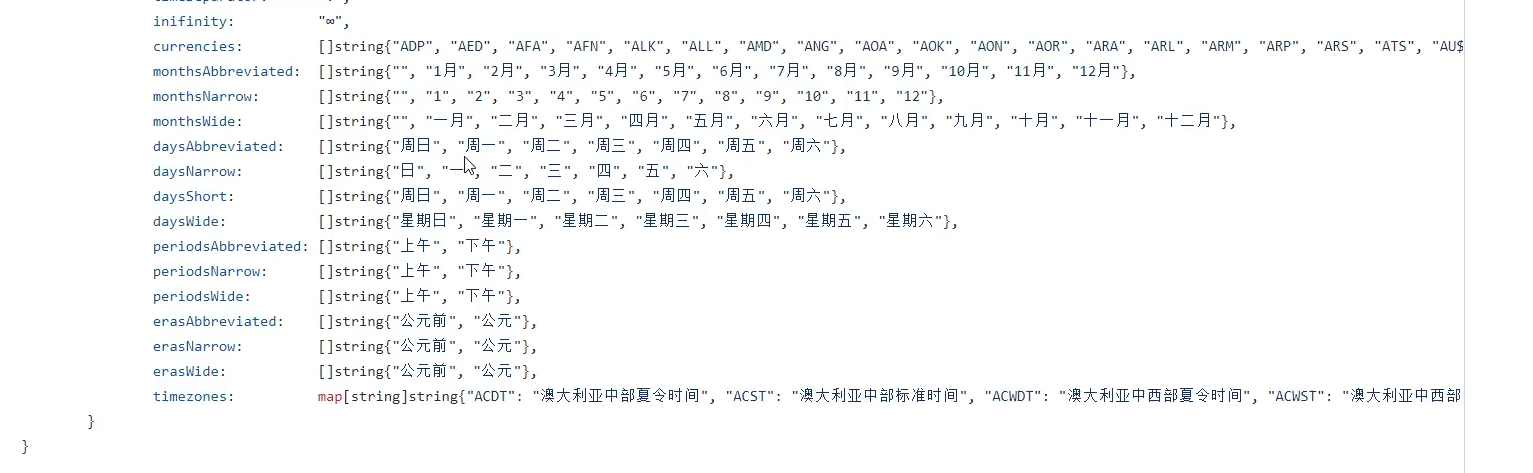 inifinity: "∞",
currencies: []string{"ADP", "AED", "AFA", "AFN", "ALK", "ALL", "AMD", "ANG", "AOA", "AOK", "AON", "AOR", "ARA", "ARL", "ARM", "ARP", "ARS", "ATS", "AU$
monthsAbbreviated: []string{"", "1月", "2月", "3月", "4月", "5月", "6月", "7月", "8月", "9月", "10月", "11月", "12月"},
monthsNarrow: []string{"", "1", "2", "3", "4", "5", "6", "7", "8", "9", "10", "11", "12"},
monthsWide: []string{"", "一月", "二月", "三月", "四月", "五月", "六月", "七月", "八月", "九月", "十月", "十一月", "十二月"},
daysAbbreviated: []string{"周日", "周一", "周二", "周三", "周四", "周五", "周六"},
daysNarrow: []string{"日", "一", "二", "三", "四", "五", "六"},
daysShort: []string{"周日", "周一", "周二", "周三", "周四", "周五", "周六"},
daysWide: []string{"星期日", "星期一", "星期二", "星期三", "星期四", "星期五", "星期六"},
periodsAbbreviated: []string{"上午", "下午"},
periodsNarrow: []string{"上午", "下午"},
periodsWide: []string{"上午", "下午"},
erasAbbreviated: []string{"公元前", "公元"},
erasNarrow: []string{"公元前", "公元"},
erasWide: []string{"公元前", "公元"},
timezones: map[string]string{"ACDT": "澳大利亚中部夏令时间", "ACST": "澳大利亚中部标准时间", "ACWDT": "澳大利亚中西部夏令时间", "ACWST": "澳大利亚中西部
}
}